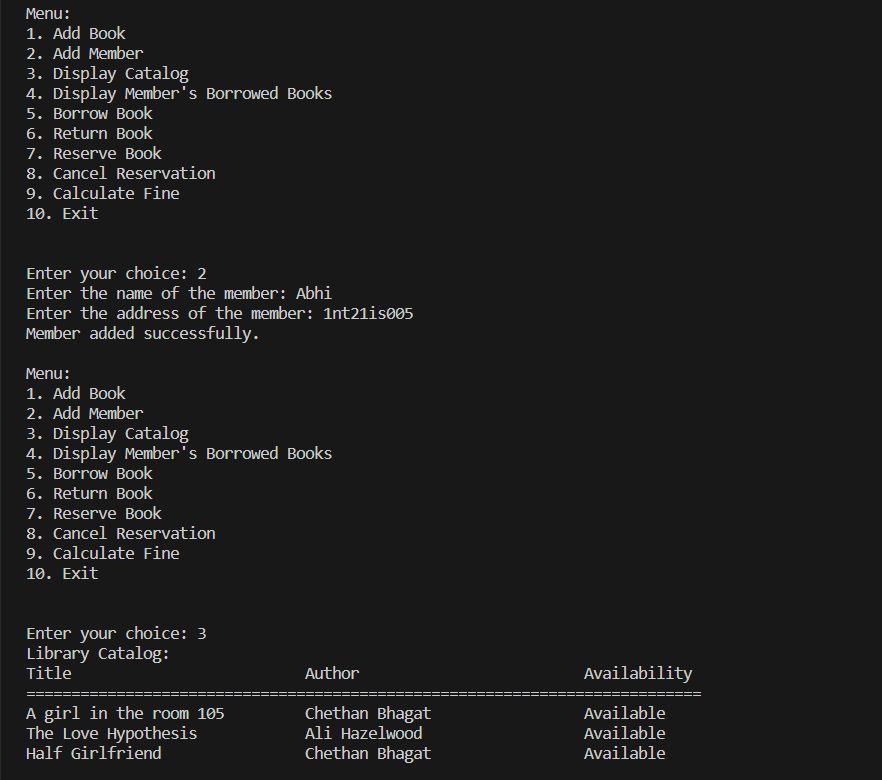 Menu:
1. Add Book
2. Add Member
3. Display Catalog
4. Display Member's Borrowed Books
5. Borrow Book
6. Return Book
7. Reserve Book
8. Cancel Reservation
9. Calculate Fine
10. Exit
Enter your choice: 2
Enter the name of the member: Abhi
Enter the address of the member: 1nt21is005
Member added successfully.
Menu:
1. Add Book
2. Add Member
3. Display Catalog
4. Display Member's Borrowed Books
5. Borrow Book
6. Return Book
7. Reserve Book
8. Cancel Reservation
9. Calculate Fine
10. Exit
Enter your choice: 3
Library Catalog:
Title                          Author                         Availability
===========================================================================
A girl in the room 105         Chethan Bhagat                 Available
The Love Hypothesis            Ali Hazelwood                  Available
Half Girlfriend                Chethan Bhagat                 Available